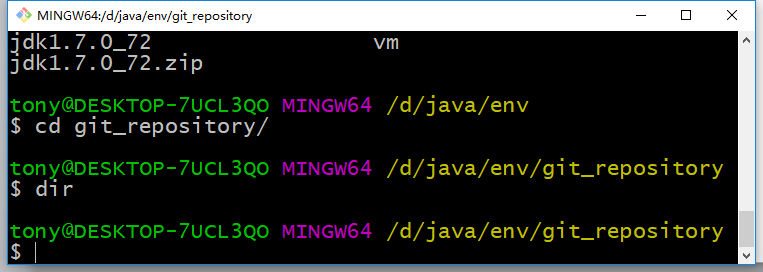 MINGW64:/d/java/env/git_repository
jdk1.7.0_72 vm
jdk1.7.0_72.zip
tony@DESKTOP-7UCL3QO MINGW64 /d/java/env
$ cd git_repository/
tony@DESKTOP-7UCL3QO MINGW64 /d/java/env/git_repository
$ dir
tony@DESKTOP-7UCL3QO MINGW64 /d/java/env/git_repository
$